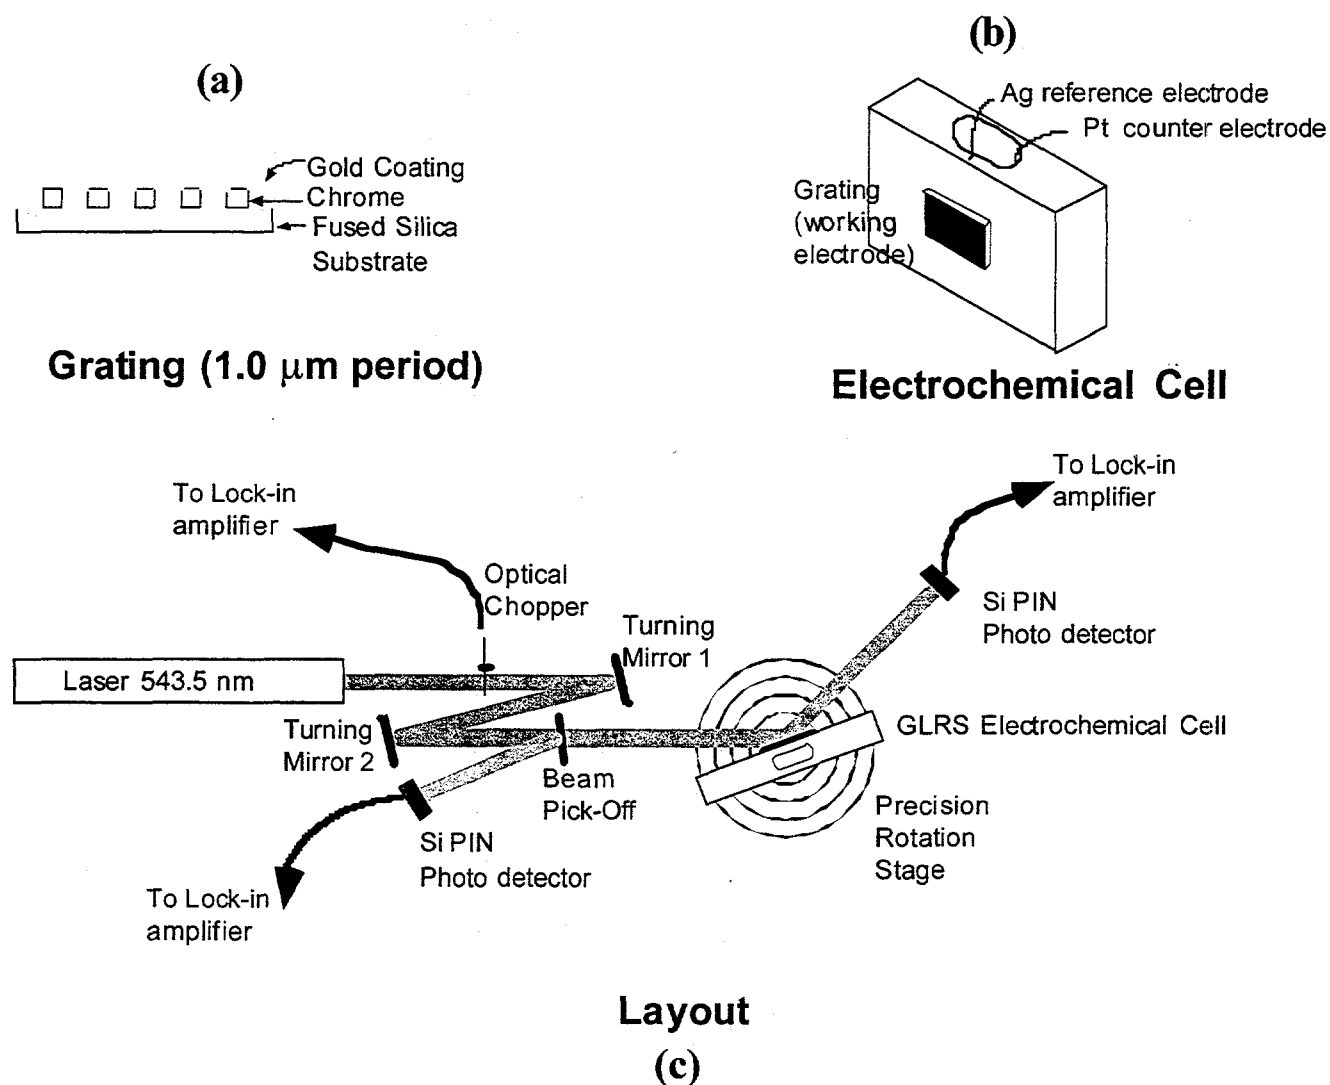 (a)
Gold Coating
Chrome
Fused Silica
Substrate
Grating (1.0 μm period)
(b)
Ag reference electrode
Pt counter electrode
Grating
(working
electrode)
Electrochemical Cell
To Lock-in
amplifier
Optical
Chopper
Turning
Mirror 1
To Lock-in
amplifier
Si PIN
Photo detector
Laser 543.5 nm
Turning
Mirror 2
Beam
Pick-Off
GLRS Electrochemical Cell
Precision
Rotation
Stage
Si PIN
Photo detector
To Lock-in
amplifier
Layout
(c)